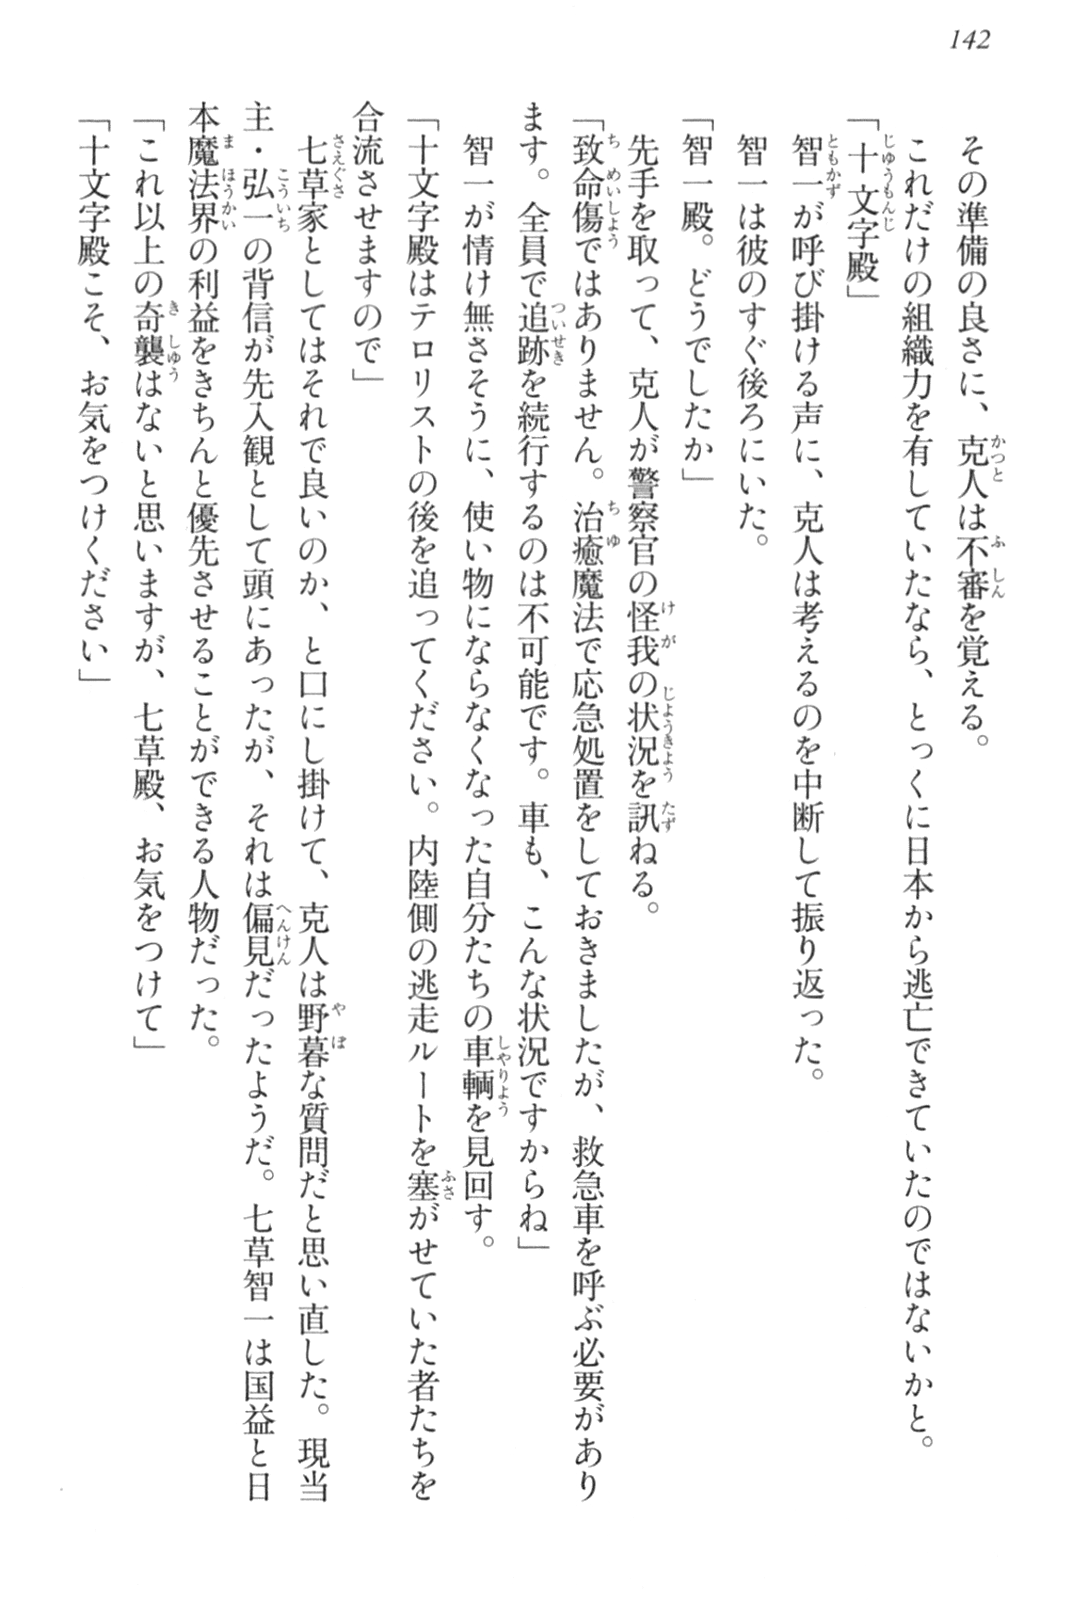 142
その準備の良さに、克人は不審を覚える。
これだけの組織力を有していたなら、とっくに日本から逃亡できていたのではないかと。
「十文字殿」
智一が呼び掛ける声に、克人は考えるのを中断して振り返った。
智一は彼のすぐ後ろにいた。
「智一殿。どうでしたか」
先手を取って、克人が警察官の怪我の状況を訊ねる。
「致命傷ではありません。治癒魔法で応急処置をしておきましたが、救急車を呼ぶ必要があり
ます。全員で追跡を続行するのは不可能です。車も、こんな状況ですからね」
智一が情け無さそうに、使い物にならなくなった自分たちの車輌を見回す。
「十文字殿はテロリストの後を追ってください。内陸側の逃走ルートを塞がせていた者たちを
合流させますので」
七草家としてはそれで良いのか、と口にし掛けて、克人は野暮な質問だと思い直した。現当
主・弘一の背信が先入観として頭にあったが、それは偏見だったようだ。七草智一は国益と日
本魔法界の利益をきちんと優先させることができる人物だった。
「これ以上の奇襲はないと思いますが、七草殿、お気をつけて」
「十文字殿こそ、お気をつけください」